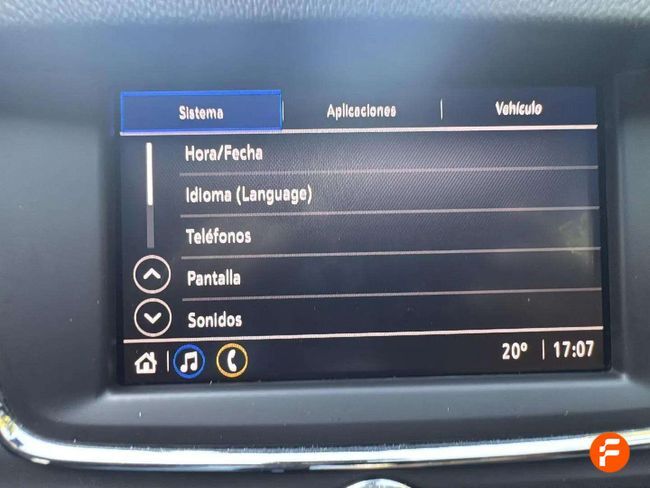 Sistema
Aplicaciones
Vehículo
Hora/Fecha
Idioma (Language)
Teléfonos
Pantalla
Sonidos
20° 17:07